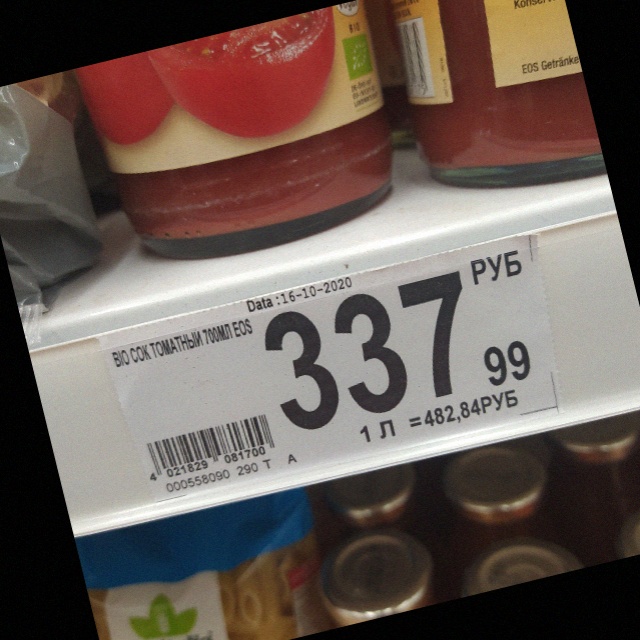 BIO
EOS Getränke
Data :16-10-2020
BIO СОК ТОМАТНЫЙ 700МЛ EOS
337 99 РУБ
1 Л =482,84РУБ
4 021829 081700
000558090 290 Т А